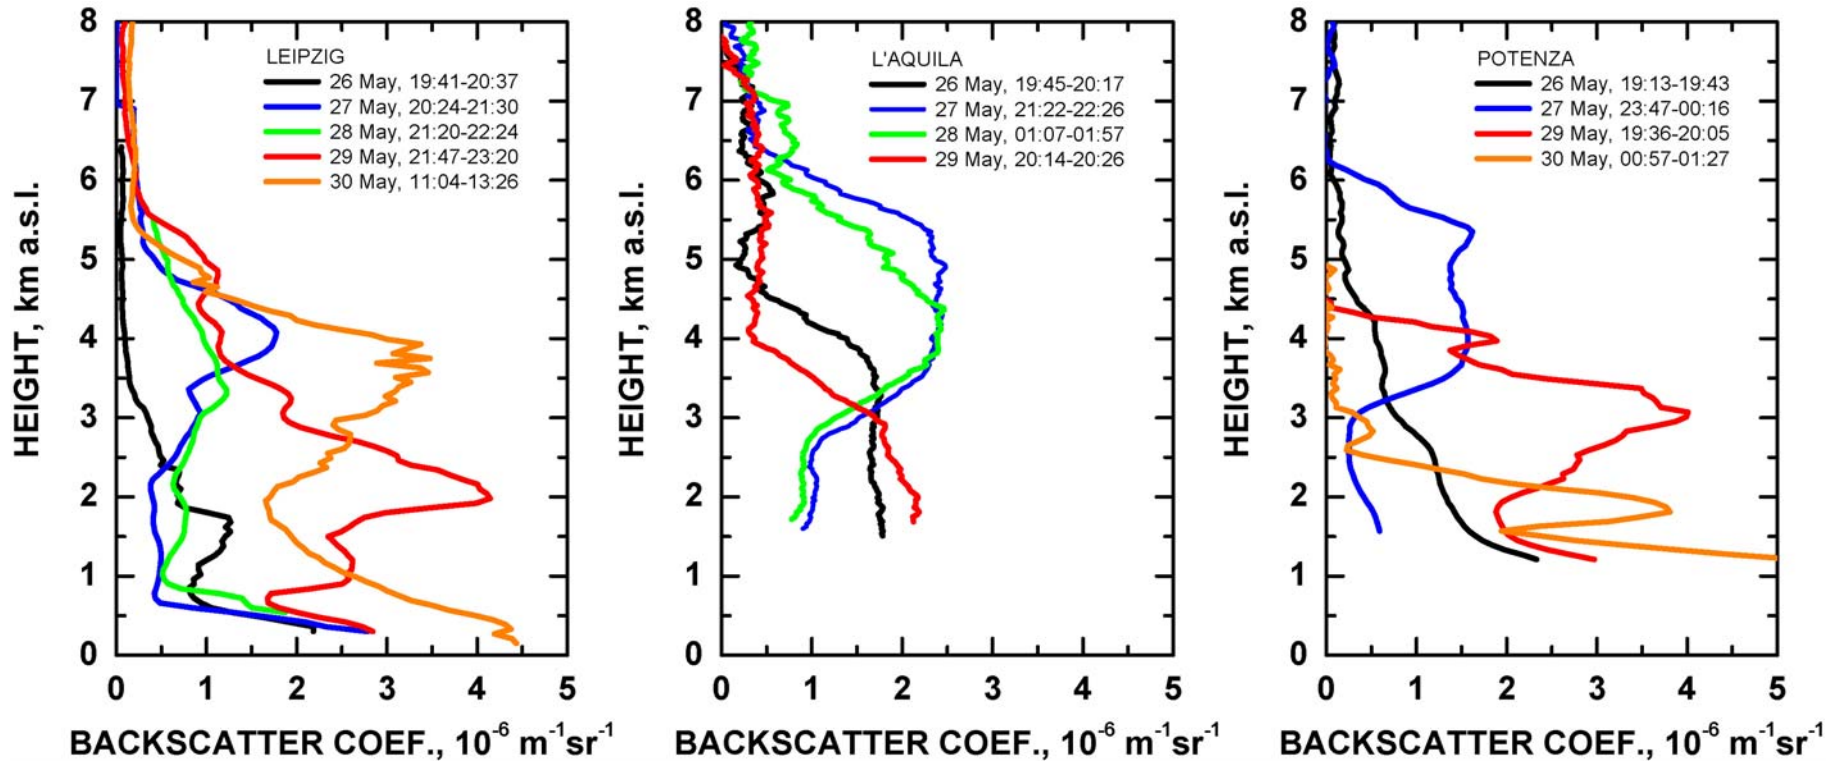 LEIPZIG
26 May, 19:41-20:37
27 May, 20:24-21:30
28 May, 21:20-22:24
29 May, 21:47-23:20
30 May, 11:04-13:26
8
7
6
5
4
3
2
1
0
HEIGHT, km a.s.l.
0 1 2 3 4 5
BACKSCATTER COEF., 10⁻⁶ m⁻¹sr⁻¹
L'AQUILA
26 May, 19:45-20:17
27 May, 21:22-22:26
28 May, 01:07-01:57
29 May, 20:14-20:26
8
7
6
5
4
3
2
1
0
HEIGHT, km a.s.l.
0 1 2 3 4 5
BACKSCATTER COEF., 10⁻⁶ m⁻¹sr⁻¹
POTENZA
26 May, 19:13-19:43
27 May, 23:47-00:16
29 May, 19:36-20:05
30 May, 00:57-01:27
8
7
6
5
4
3
2
1
0
HEIGHT, km a.s.l.
0 1 2 3 4 5
BACKSCATTER COEF., 10⁻⁶ m⁻¹sr⁻¹